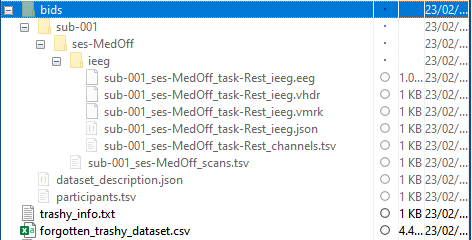 bids 23/02/...
sub-001 23/02/...
ses-MedOff 23/02/...
ieeg 23/02/...
sub-001_ses-MedOff_task-Rest_ieeg.eeg 1.0... 23/02/...
sub-001_ses-MedOff_task-Rest_ieeg.vhdr 1 KB 23/02/...
sub-001_ses-MedOff_task-Rest_ieeg.vmrk 1 KB 23/02/...
sub-001_ses-MedOff_task-Rest_ieeg.json 1 KB 23/02/...
sub-001_ses-MedOff_task-Rest_channels.tsv 1 KB 23/02/...
sub-001_ses-MedOff_scans.tsv 1 KB 23/02/...
dataset_description.json 1 KB 23/02/...
participants.tsv 1 KB 23/02/...
trashy_info.txt 1 KB 23/02/...
forgotten_trashy_dataset.csv 4.4... 23/02/...